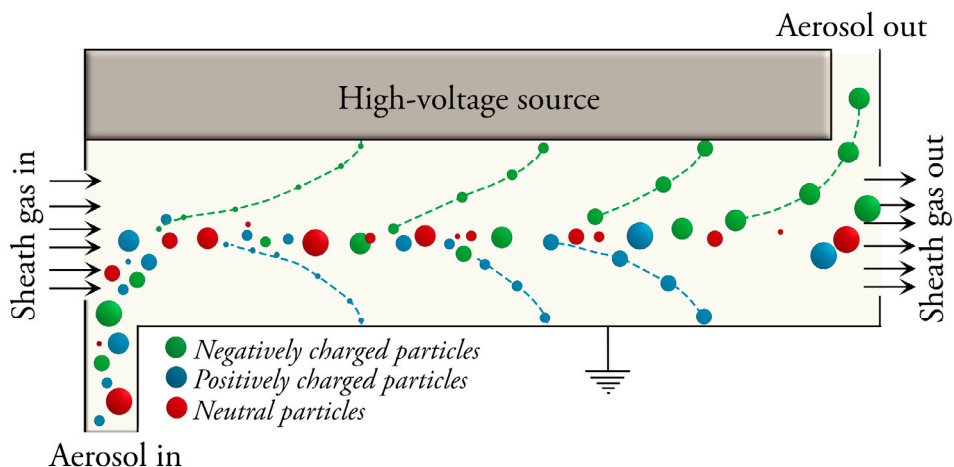 Aerosol out
High-voltage source
Sheath gas in
Sheath gas out
Negatively charged particles
Positively charged particles
Neutral particles
Aerosol in